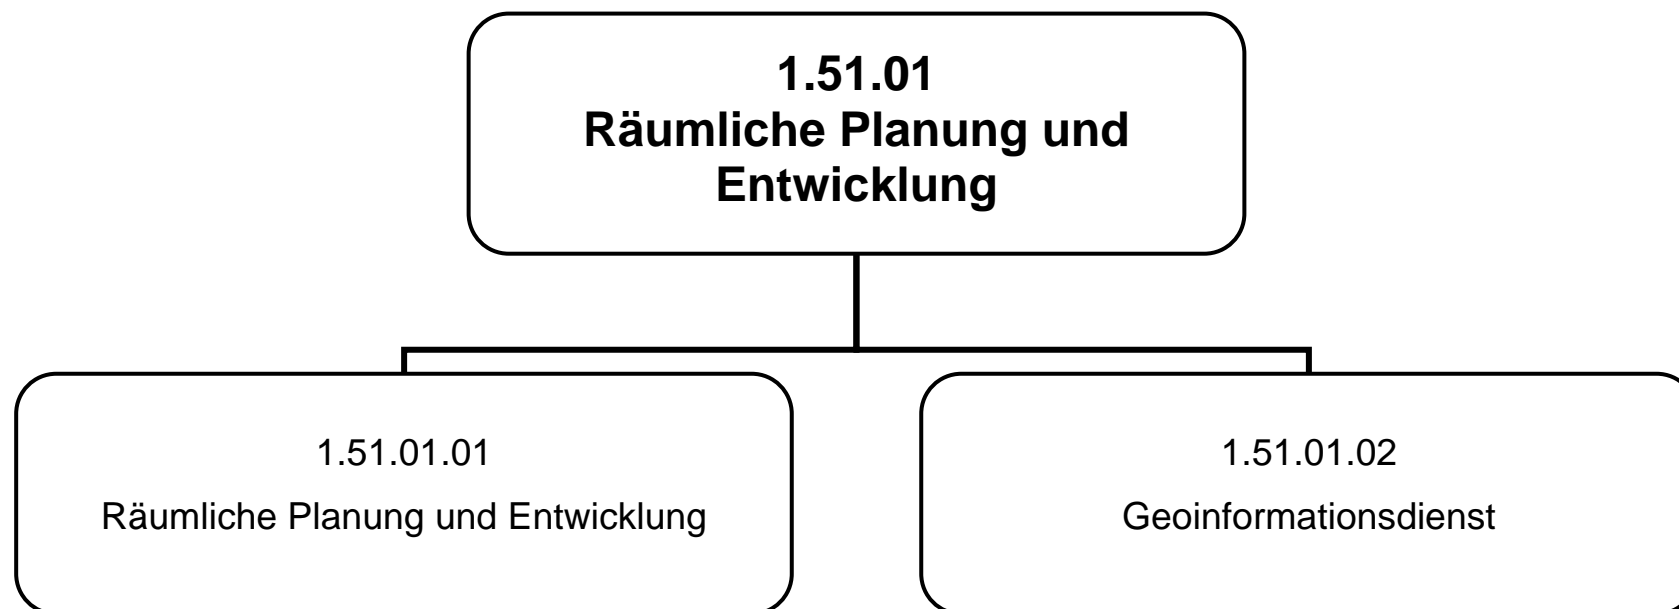 1.51.01
Räumliche Planung und
Entwicklung
1.51.01.01
Räumliche Planung und Entwicklung
1.51.01.02
Geoinformationsdienst